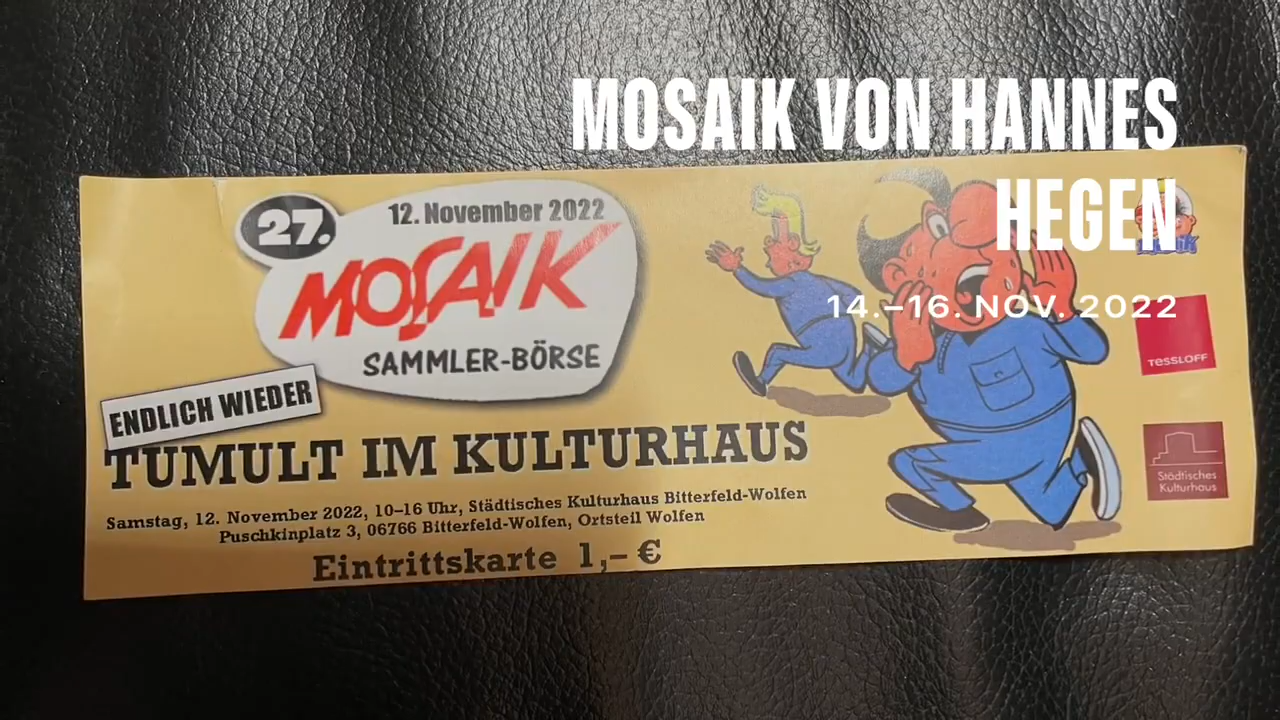 MOSAIK VON HANNES
HEGEN
14.–16. NOV. 2022
27.
12. November 2022
MOSAIK
SAMMLER-BÖRSE
ENDLICH WIEDER
TUMULT IM KULTURHAUS
Samstag, 12. November 2022, 10–16 Uhr, Städtisches Kulturhaus Bitterfeld-Wolfen
Puschkinplatz 3, 06766 Bitterfeld-Wolfen, Ortsteil Wolfen
Eintrittskarte 1,– €
TESSLOFF
Städtisches
Kulturhaus